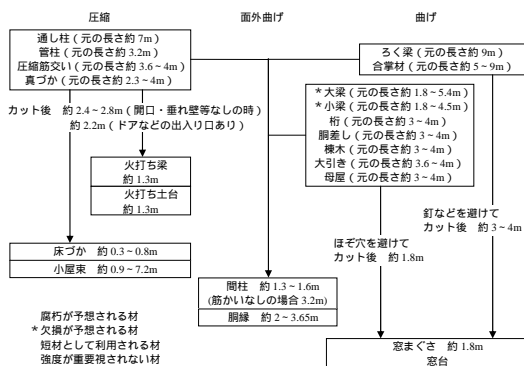 圧縮
面外曲げ
曲げ
通し柱（元の長さ約7m）
管柱（元の長さ約3.2m）
圧縮筋交い（元の長さ約3.6~4m）
真づか（元の長さ約2.3~4m）
ろく梁（元の長さ約9m）
合掌材（元の長さ約5~9m）
*大梁（元の長さ約1.8~5.4m）
*小梁（元の長さ約1.8~4.5m）
桁（元の長さ約3~4m）
胴差し（元の長さ約3~4m）
棟木（元の長さ約3~4m）
大引き（元の長さ約3.6~4m）
母屋（元の長さ約3~4m）
カット後　約2.4~2.8m（開口・垂れ壁等なしの時）
約2.2m（ドアなどの出入り口あり）
火打ち梁
約1.3m
火打ち土台
約1.3m
ほぞ穴を避けて
カット後　約1.8m
釘などを避けて
カット後　約3~4m
床づか　約0.3~0.8m
小屋束　約0.9~7.2m
間柱　約1.3~1.6m
(筋かいなしの場合3.2m)
胴縁　約2~3.65m
窓まぐさ　約1.8m
窓台
腐朽が予想される材
*欠損が予想される材
短材として利用される材
強度が重要視されない材